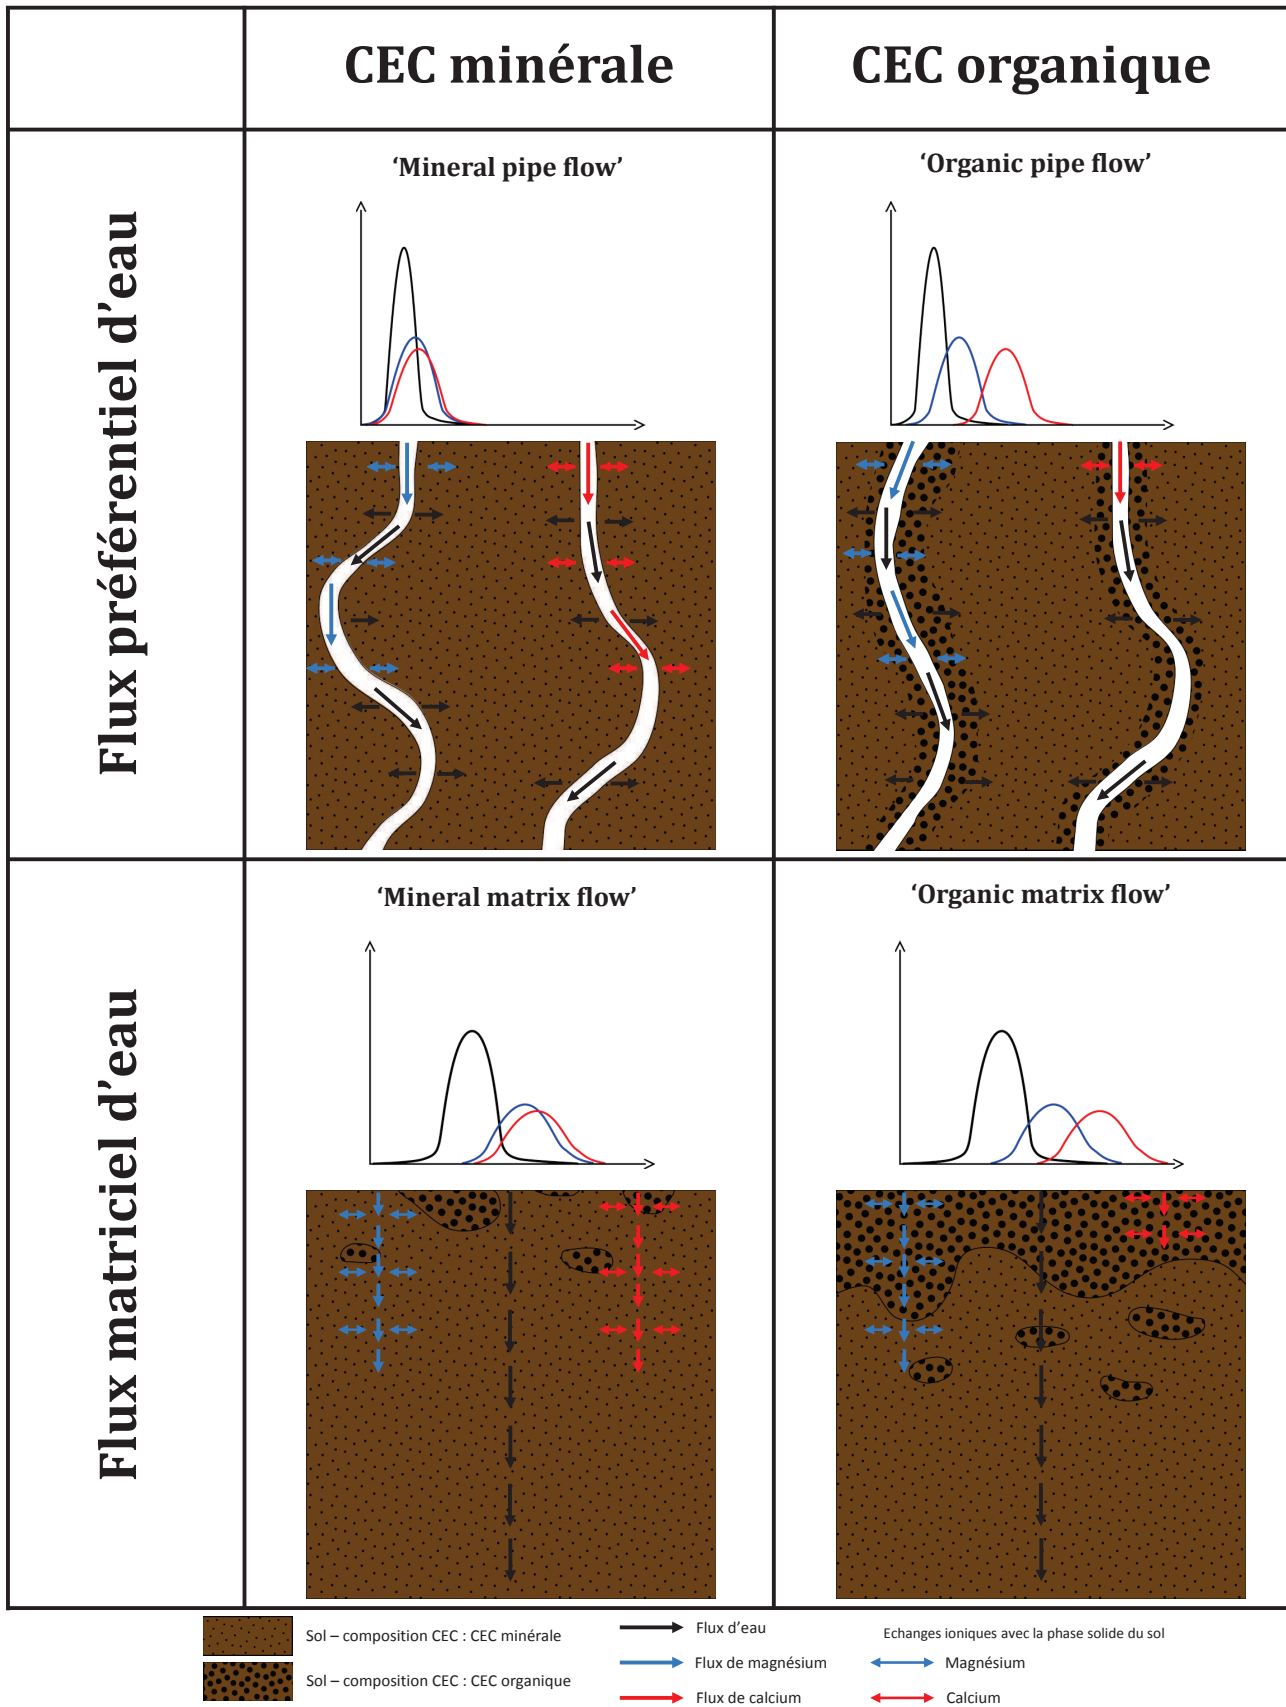 CEC minérale
CEC organique
Flux préférentiel d'eau
‘Mineral pipe flow’
‘Organic pipe flow’
Flux matriciel d'eau
‘Mineral matrix flow’
‘Organic matrix flow’
Sol – composition CEC : CEC minérale
Sol – composition CEC : CEC organique
Flux d'eau
Flux de magnésium
Flux de calcium
Echanges ioniques avec la phase solide du sol
Magnésium
Calcium